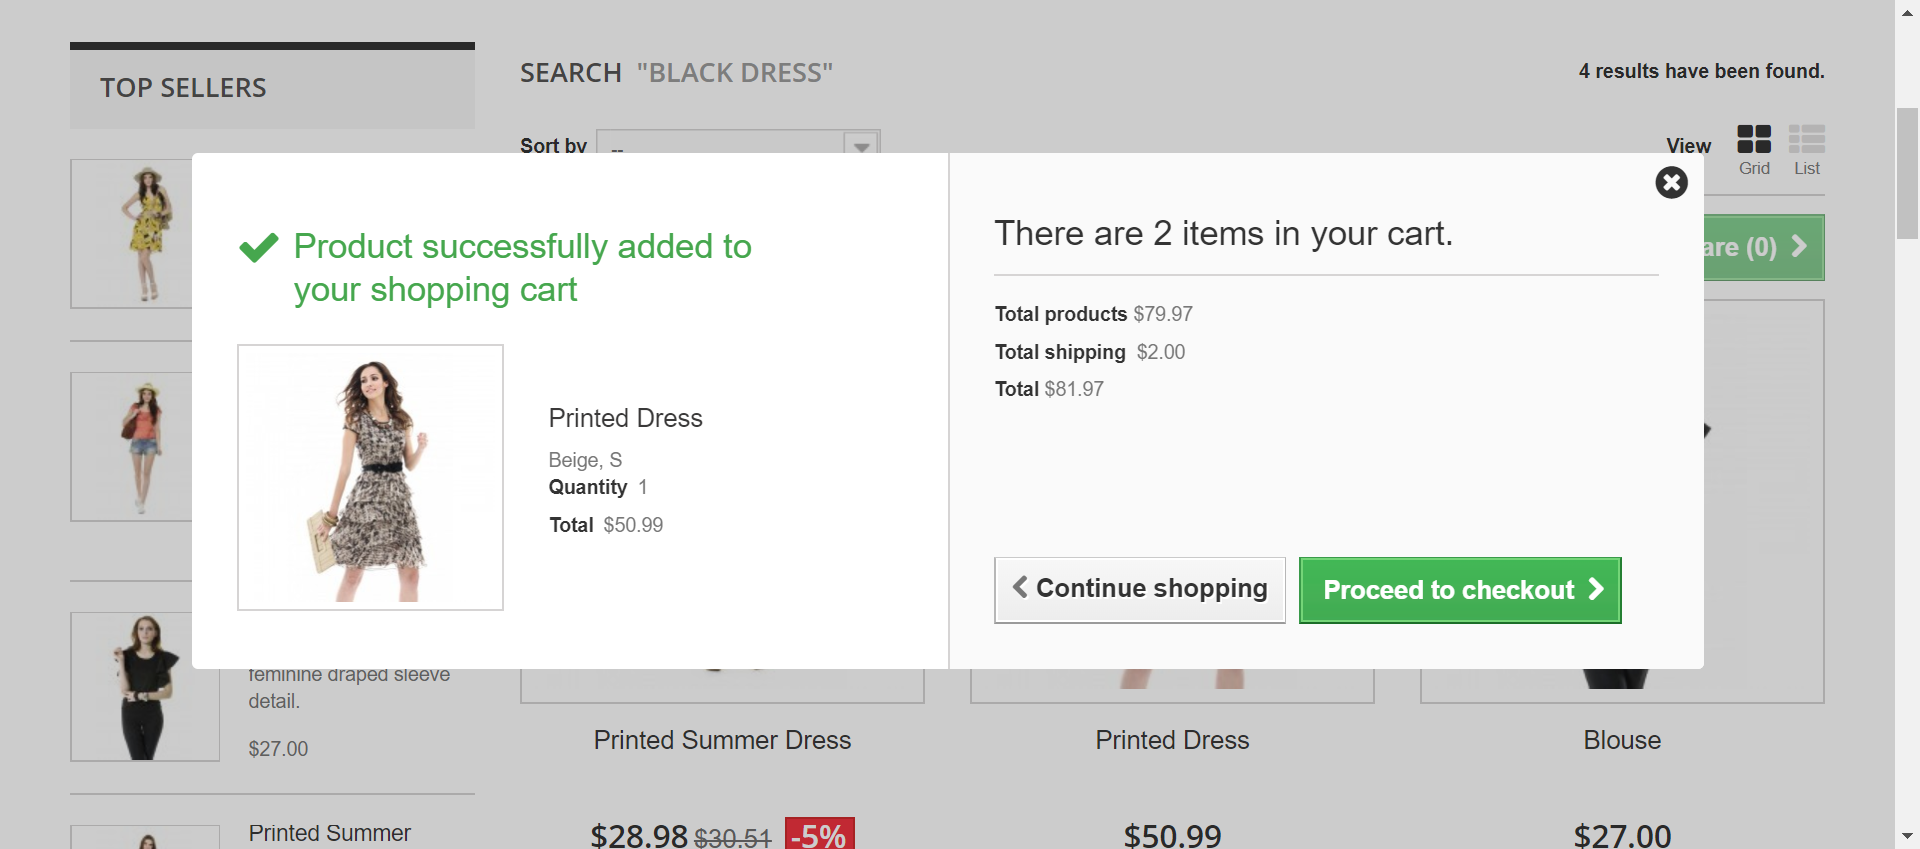 TOP SELLERS
SEARCH "BLACK DRESS"
4 results have been found.
Sort by --
View
Grid List
Product successfully added to
your shopping cart
Printed Dress
Beige, S
Quantity 1
Total $50.99
There are 2 items in your cart.
Total products $79.97
Total shipping $2.00
Total $81.97
Continue shopping
Proceed to checkout
are (0)
feminine draped sleeve
detail.
$27.00
Printed Summer
Printed Summer Dress
$28.98 $30.51 -5%
Printed Dress
$50.99
Blouse
$27.00